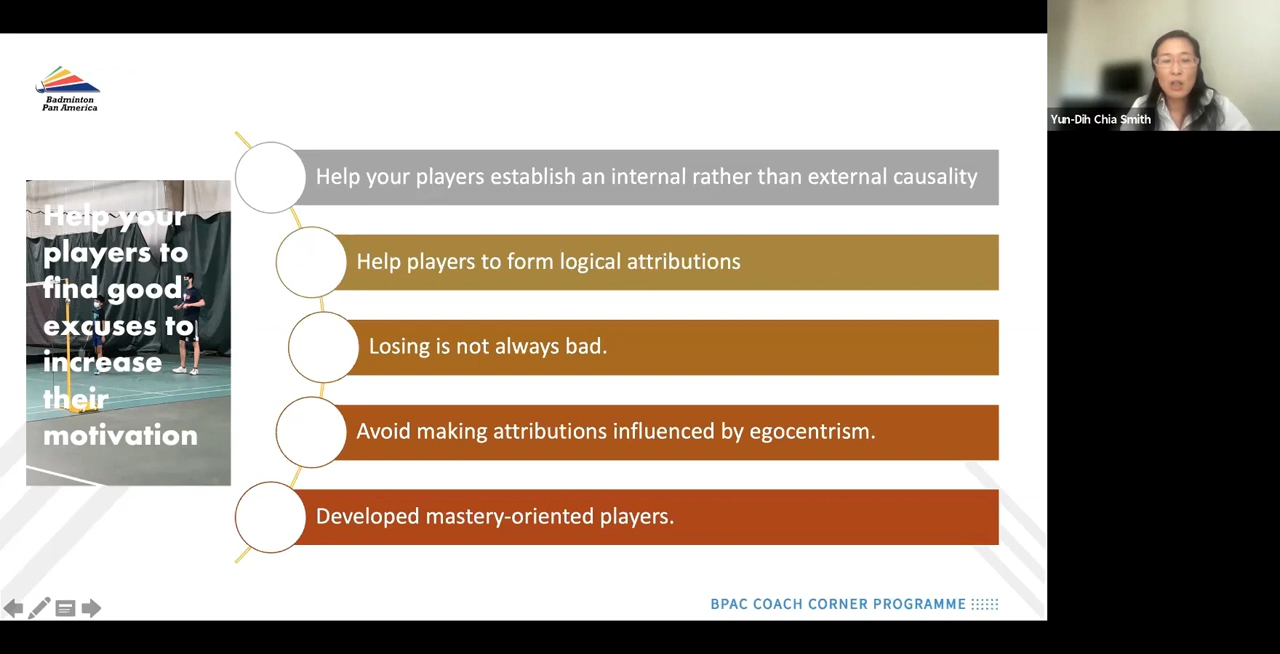 Badminton
Pan America
Help your
players to
find good
excuses to
increase
their
motivation
Help your players establish an internal rather than external causality
Help players to form logical attributions
Losing is not always bad.
Avoid making attributions influenced by egocentrism.
Developed mastery-oriented players.
BPAC COACH CORNER PROGRAMME
Yun-Dih Chia Smith